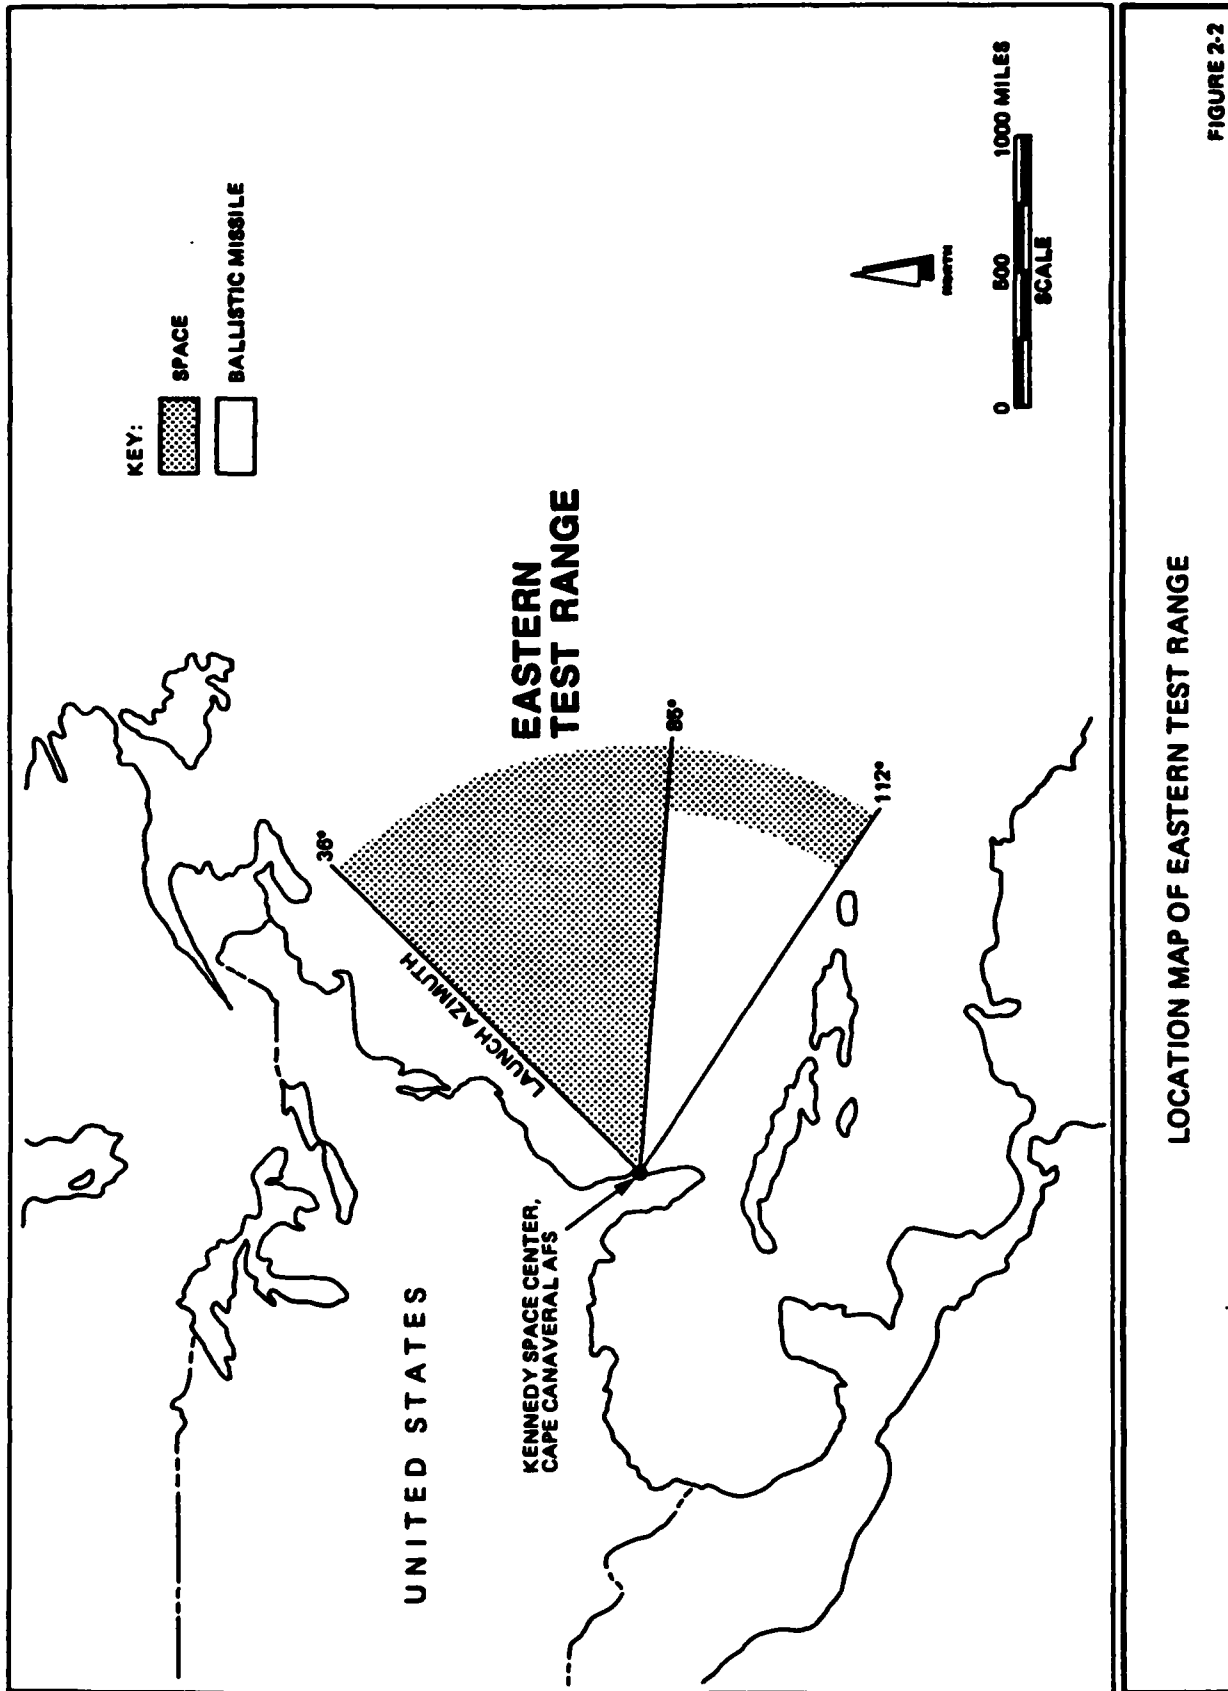 KEY:
SPACE
BALLISTIC MISSILE
36°
LAUNCH AZIMUTH
EASTERN
TEST RANGE
86°
112°
UNITED STATES
KENNEDY SPACE CENTER,
CAPE CANAVERAL AFS
NORTH
0 500 1000 MILES
SCALE
LOCATION MAP OF EASTERN TEST RANGE
FIGURE 2-2